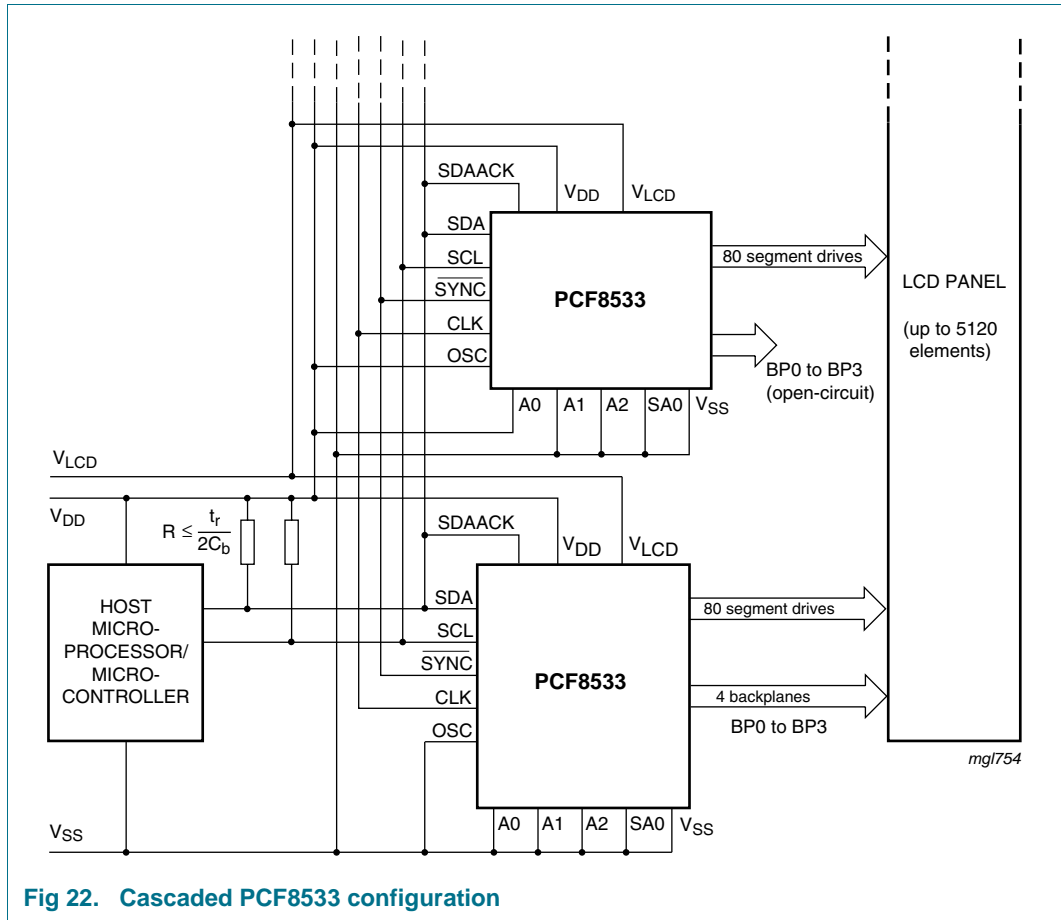 SDAACK
VDD
VLCD
SDA
SCL
SYNC
CLK
OSC
PCF8533
80 segment drives
BP0 to BP3
(open-circuit)
A0 A1 A2 SA0 VSS
LCD PANEL
(up to 5120
elements)
VLCD
VDD
R ≤ tr
2Cb
HOST
MICRO-
PROCESSOR/
MICRO-
CONTROLLER
VSS
SDAACK
VDD
VLCD
SDA
SCL
SYNC
CLK
OSC
PCF8533
80 segment drives
4 backplanes
BP0 to BP3
A0 A1 A2 SA0 VSS
mgl754
Fig 22. Cascaded PCF8533 configuration